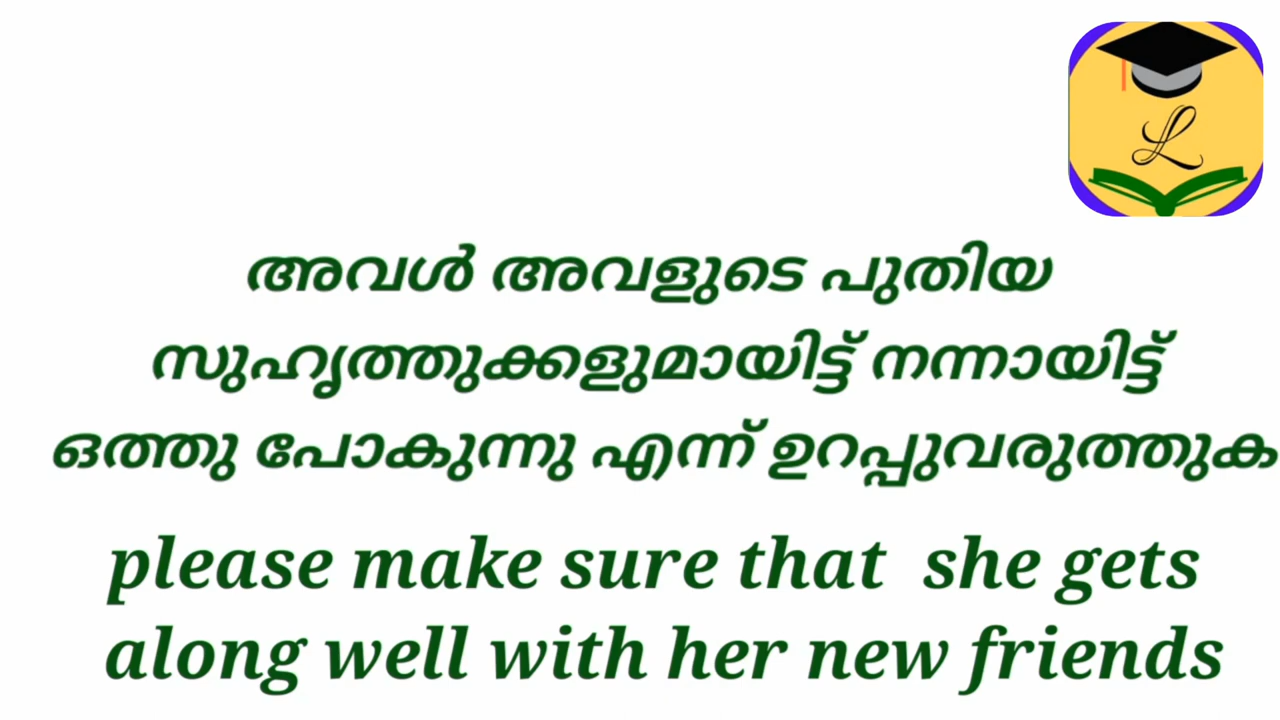 L
അവൾ അവളുടെ പുതിയ
സുഹൃത്തുക്കളുമായിട്ട് നന്നായിട്ട്
ഒത്തു പോകുന്നു എന്ന് ഉറപ്പുവരുത്തുക
please make sure that she gets
along well with her new friends